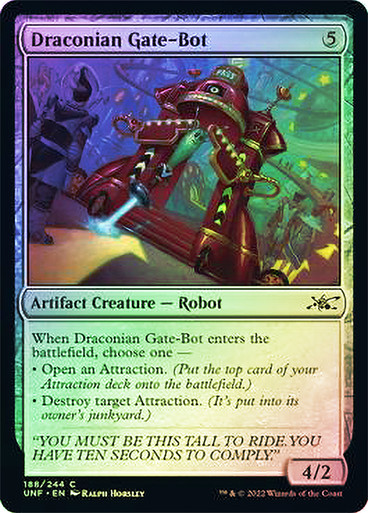 Draconian Gate-Bot 5
PASS
Artifact Creature — Robot
When Draconian Gate-Bot enters the
battlefield, choose one —
• Open an Attraction. (Put the top card of your
Attraction deck onto the battlefield.)
• Destroy target Attraction. (It's put into its
owner's junkyard.)
"YOU MUST BE THIS TALL TO RIDE. YOU
HAVE TEN SECONDS TO COMPLY."
4/2
188/244 C
UNF • EN Ralph Horsley
™ & © 2022 Wizards of the Coast